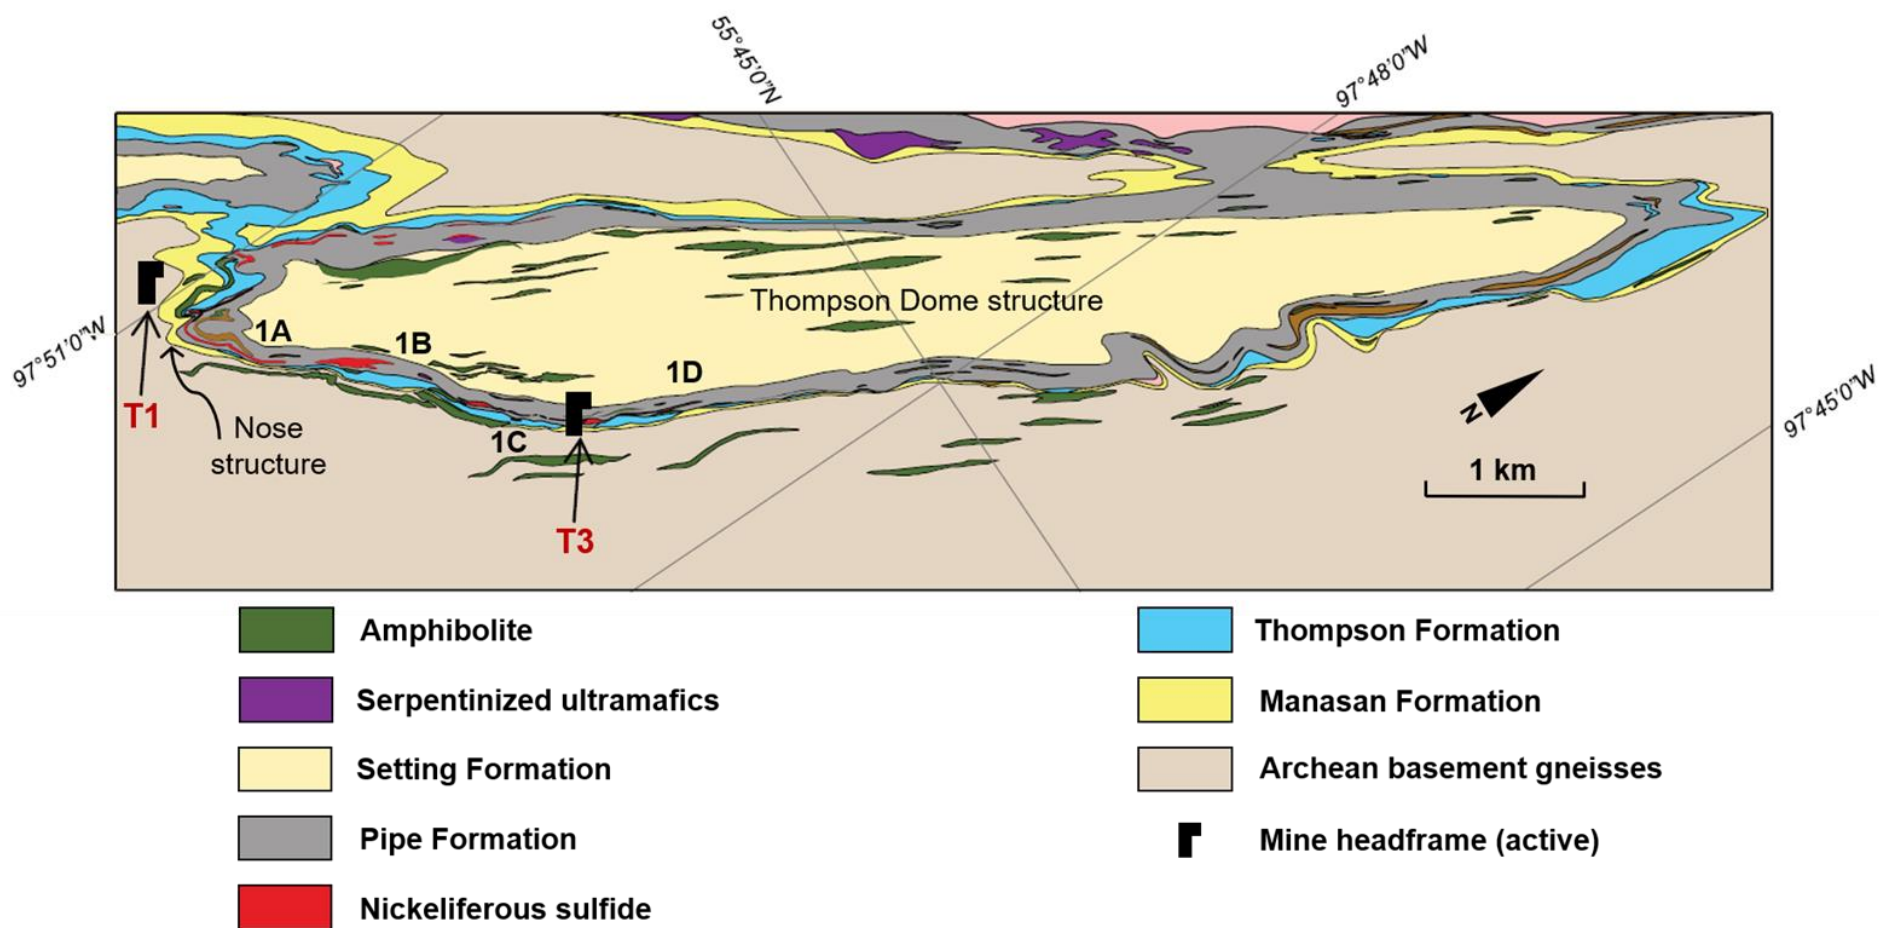 55°45'0"N
97°48'0"W
Thompson Dome structure
1A
1B
1D
97°51'0"W
T1
Nose
structure
1C
N
97°45'0"W
1 km
T3
Amphibolite
Thompson Formation
Serpentinized ultramafics
Manasan Formation
Setting Formation
Archean basement gneisses
Pipe Formation
Mine headframe (active)
Nickeliferous sulfide